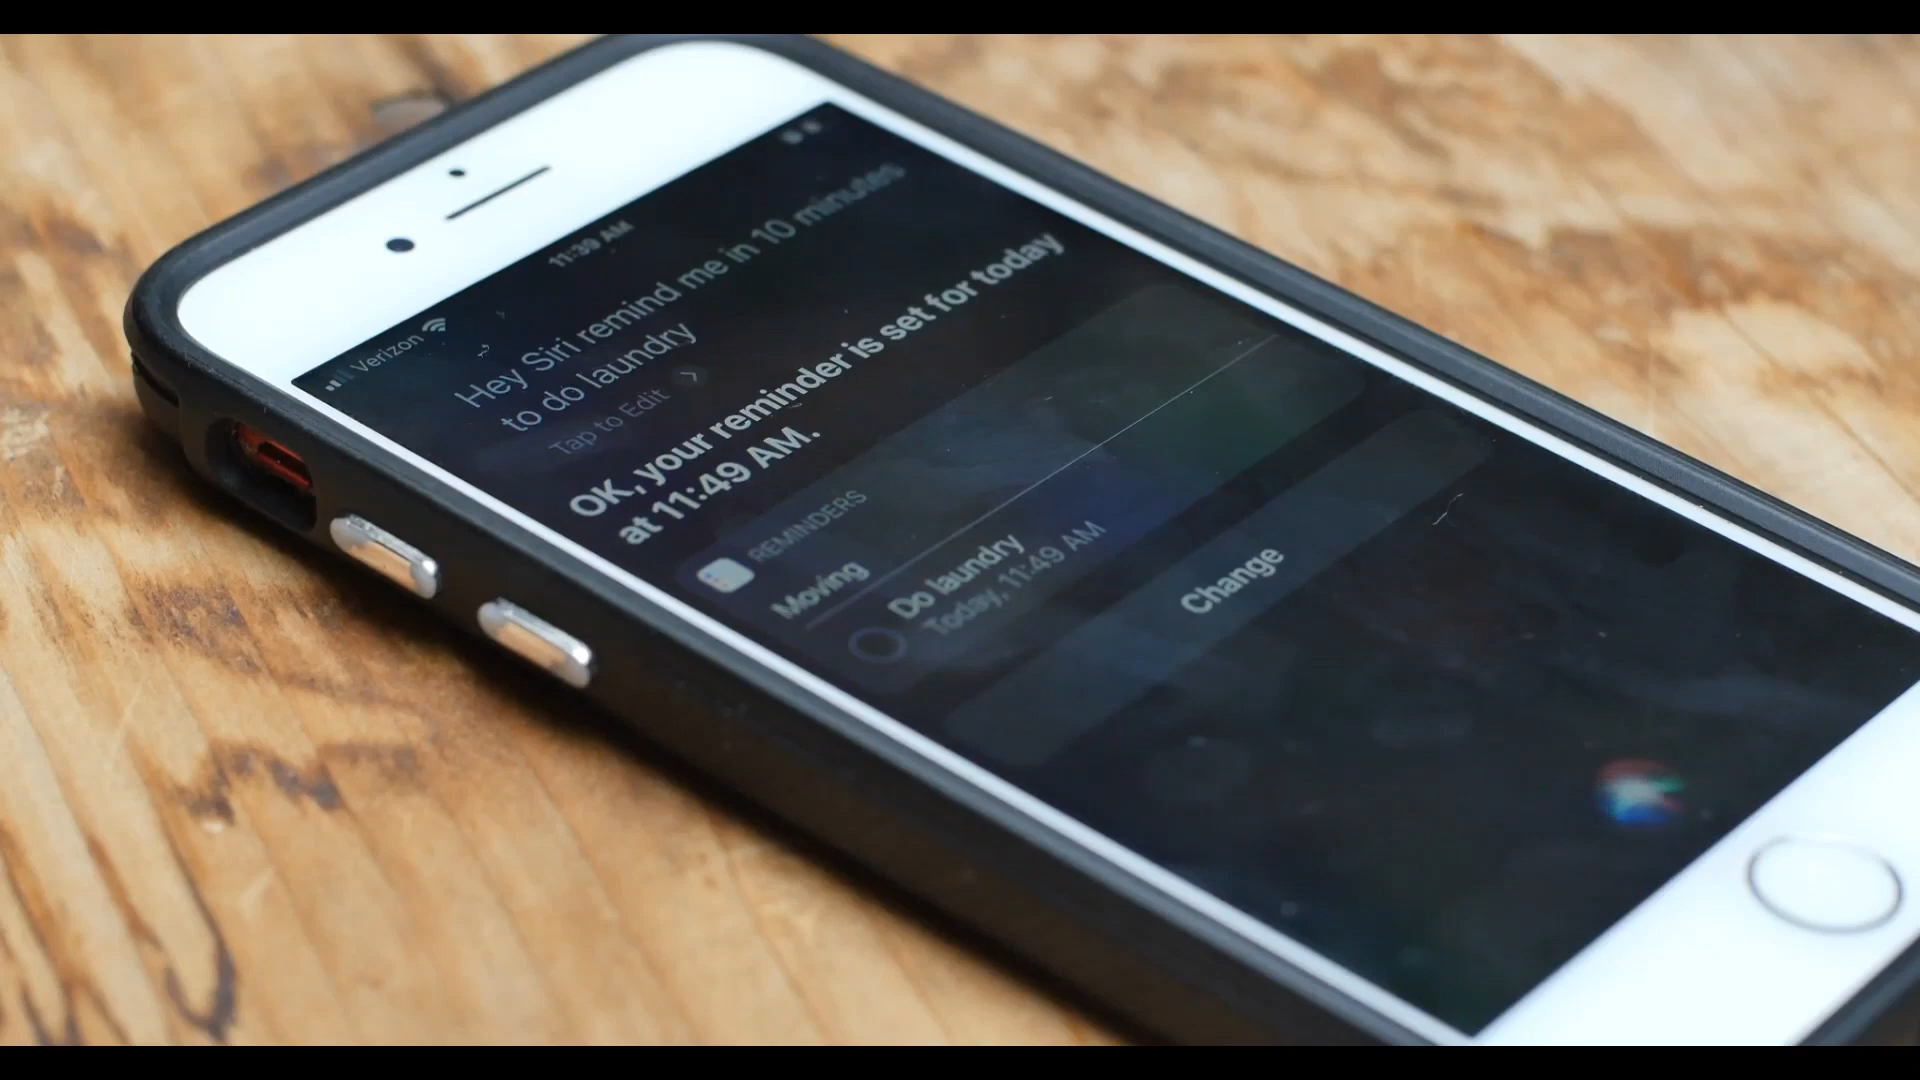 Verizon 11:39 AM
Hey Siri remind me in 10 minutes
to do laundry
Tap to Edit
OK, your reminder is set for today
at 11:49 AM.
REMINDERS
Moving
Do laundry
Today, 11:49 AM
Change